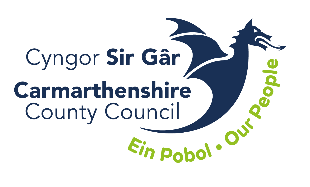 Cyngor Sir Gâr
Carmarthenshire
County Council
Ein Pobol • Our People